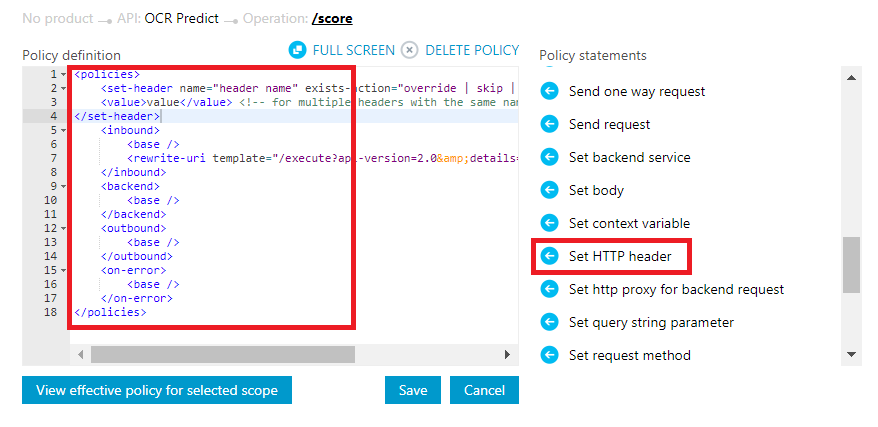 No product API: OCR Predict Operation: /score
Policy definition FULL SCREEN DELETE POLICY Policy statements
1 <policies>
2 <set-header name="header name" exists-action="override | skip |
3 <value>value</value> <!-- for multiple headers with the same nam
4 </set-header>
5 <inbound>
6 <base />
7 <rewrite-uri template="/execute?api-version=2.0&amp;details=
8 </inbound>
9 <backend>
10 <base />
11 </backend>
12 <outbound>
13 <base />
14 </outbound>
15 <on-error>
16 <base />
17 </on-error>
18 </policies>
Send one way request
Send request
Set backend service
Set body
Set context variable
Set HTTP header
Set http proxy for backend request
Set query string parameter
Set request method
View effective policy for selected scope Save Cancel